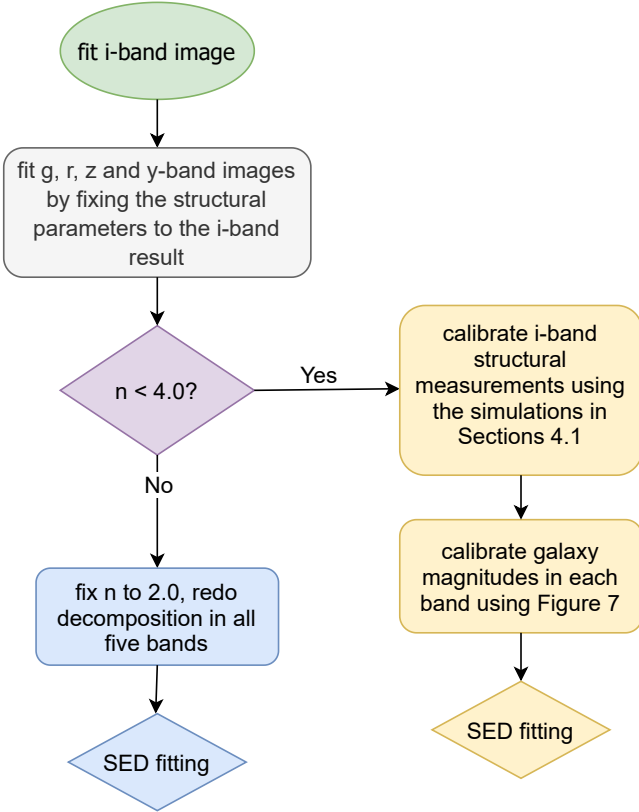 fit i-band image
fit g, r, z and y-band images
by fixing the structural
parameters to the i-band
result
n < 4.0?
Yes
No
calibrate i-band
structural
measurements using
the simulations in
Sections 4.1
calibrate galaxy
magnitudes in each
band using Figure 7
SED fitting
fix n to 2.0, redo
decomposition in all
five bands
SED fitting